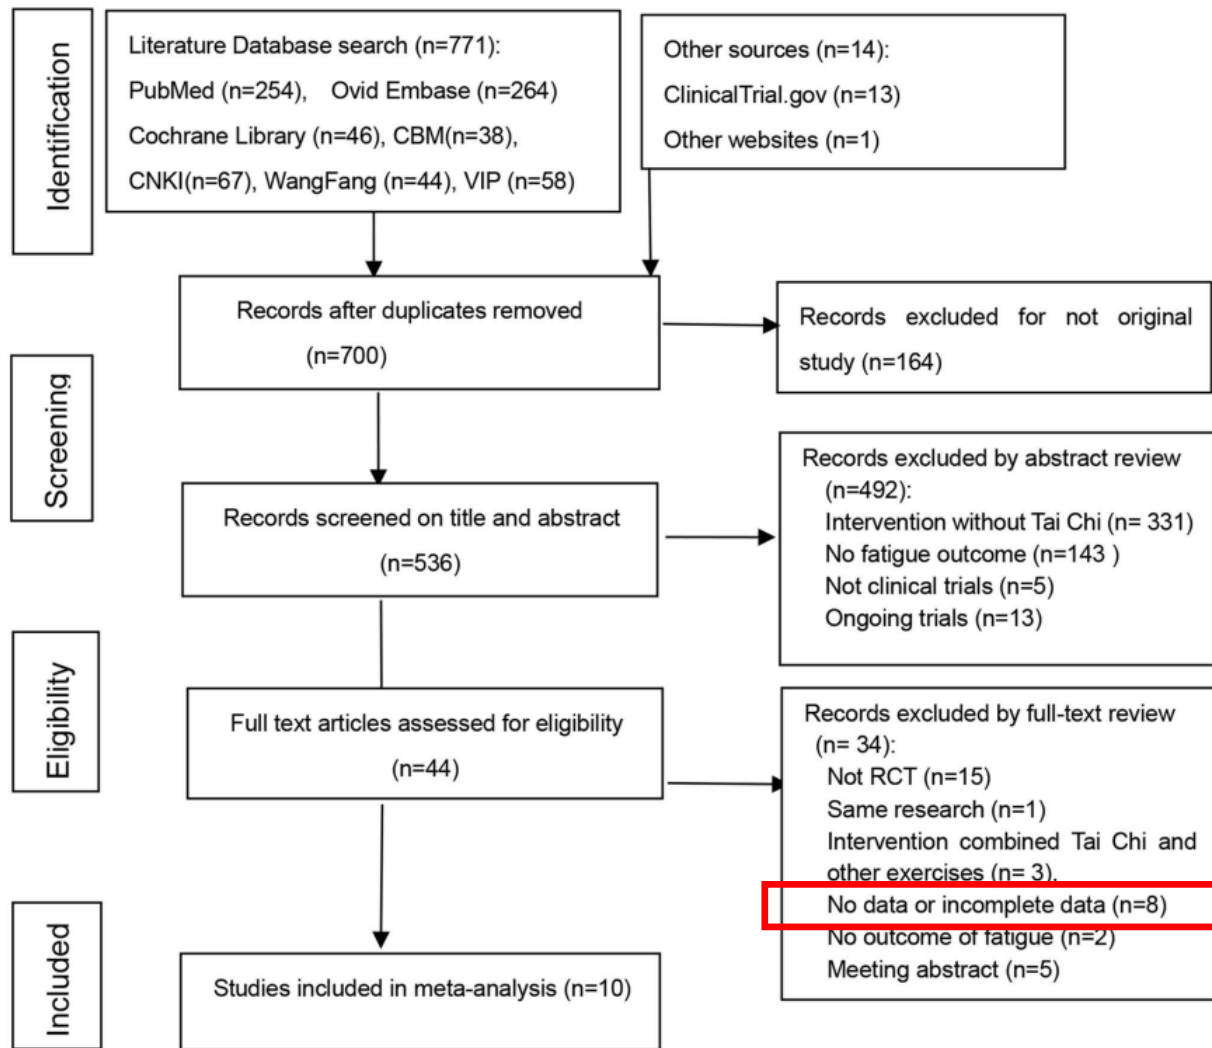 Identification
Literature Database search (n=771):
PubMed (n=254), Ovid Embase (n=264)
Cochrane Library (n=46), CBM(n=38),
CNKI(n=67), WangFang (n=44), VIP (n=58)
Other sources (n=14):
ClinicalTrial.gov (n=13)
Other websites (n=1)
Records after duplicates removed
(n=700)
Records excluded for not original
study (n=164)
Screening
Records screened on title and abstract
(n=536)
Records excluded by abstract review
(n=492):
Intervention without Tai Chi (n= 331)
No fatigue outcome (n=143 )
Not clinical trials (n=5)
Ongoing trials (n=13)
Eligibility
Full text articles assessed for eligibility
(n=44)
Records excluded by full-text review
(n= 34):
Not RCT (n=15)
Same research (n=1)
Intervention combined Tai Chi and
other exercises (n= 3).
No data or incomplete data (n=8)
No outcome of fatigue (n=2)
Meeting abstract (n=5)
Included
Studies included in meta-analysis (n=10)